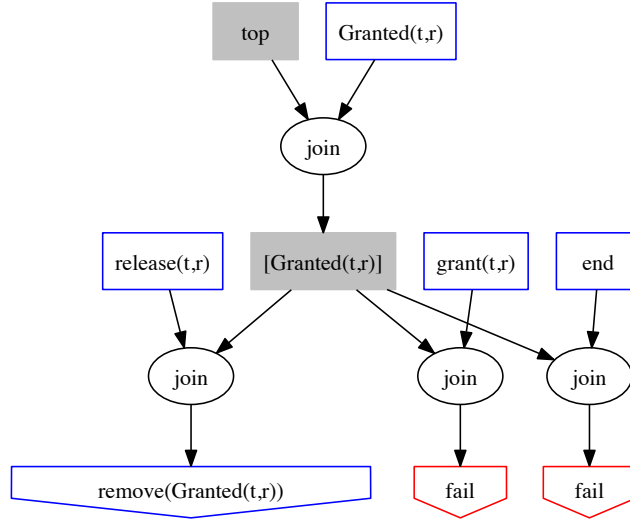 top
Granted(t,r)
join
release(t,r)
[Granted(t,r)]
grant(t,r)
end
join
join
join
remove(Granted(t,r))
fail
fail